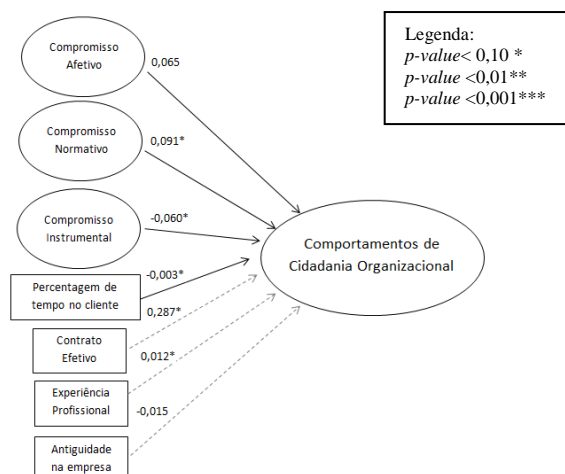 Compromisso
Afetivo
0,065
Legenda:
p-value< 0,10 *
p-value <0,01**
p-value <0,001***
Compromisso
Normativo
0,091*
Compromisso
Instrumental
-0,060*
Comportamentos de
Cidadania Organizacional
Percentagem de
tempo no cliente
-0,003*
0,287*
Contrato
Efetivo
0,012*
Experiência
Profissional
-0,015
Antiguidade
na empresa